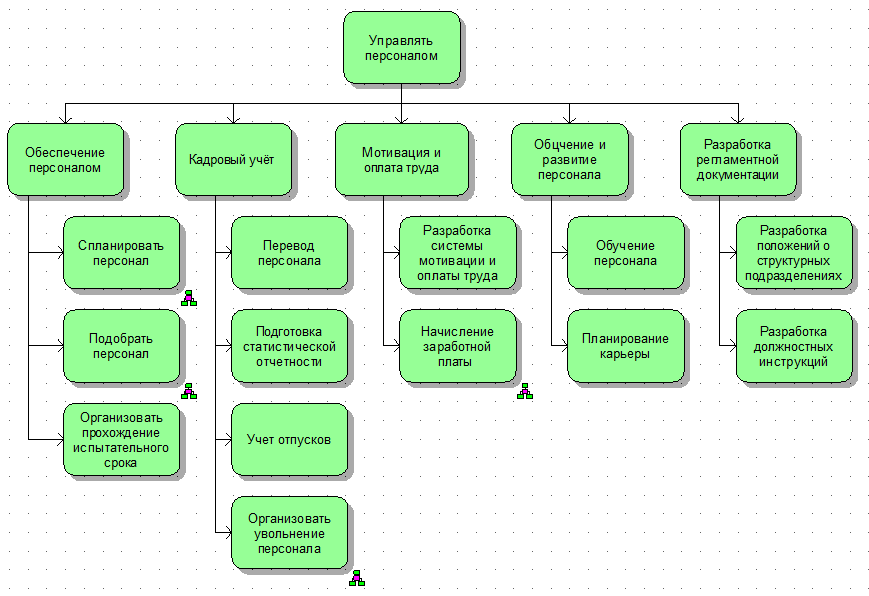 Управлять
персоналом
Обеспечение
персоналом
Кадровый учёт
Мотивация и
оплата труда
Обцчение и
развитие
персонала
Разработка
регламентной
документации
Спланировать
персонал
Перевод
персонала
Разработка
системы
мотивации и
оплаты труда
Обучение
персонала
Разработка
положений о
структурных
подразделениях
Подобрать
персонал
Подготовка
статистической
отчетности
Начисление
заработной
платы
Планирование
карьеры
Разработка
должностных
инструкций
Организовать
прохождение
испытательного
срока
Учет отпусков
Организовать
увольнение
персонала